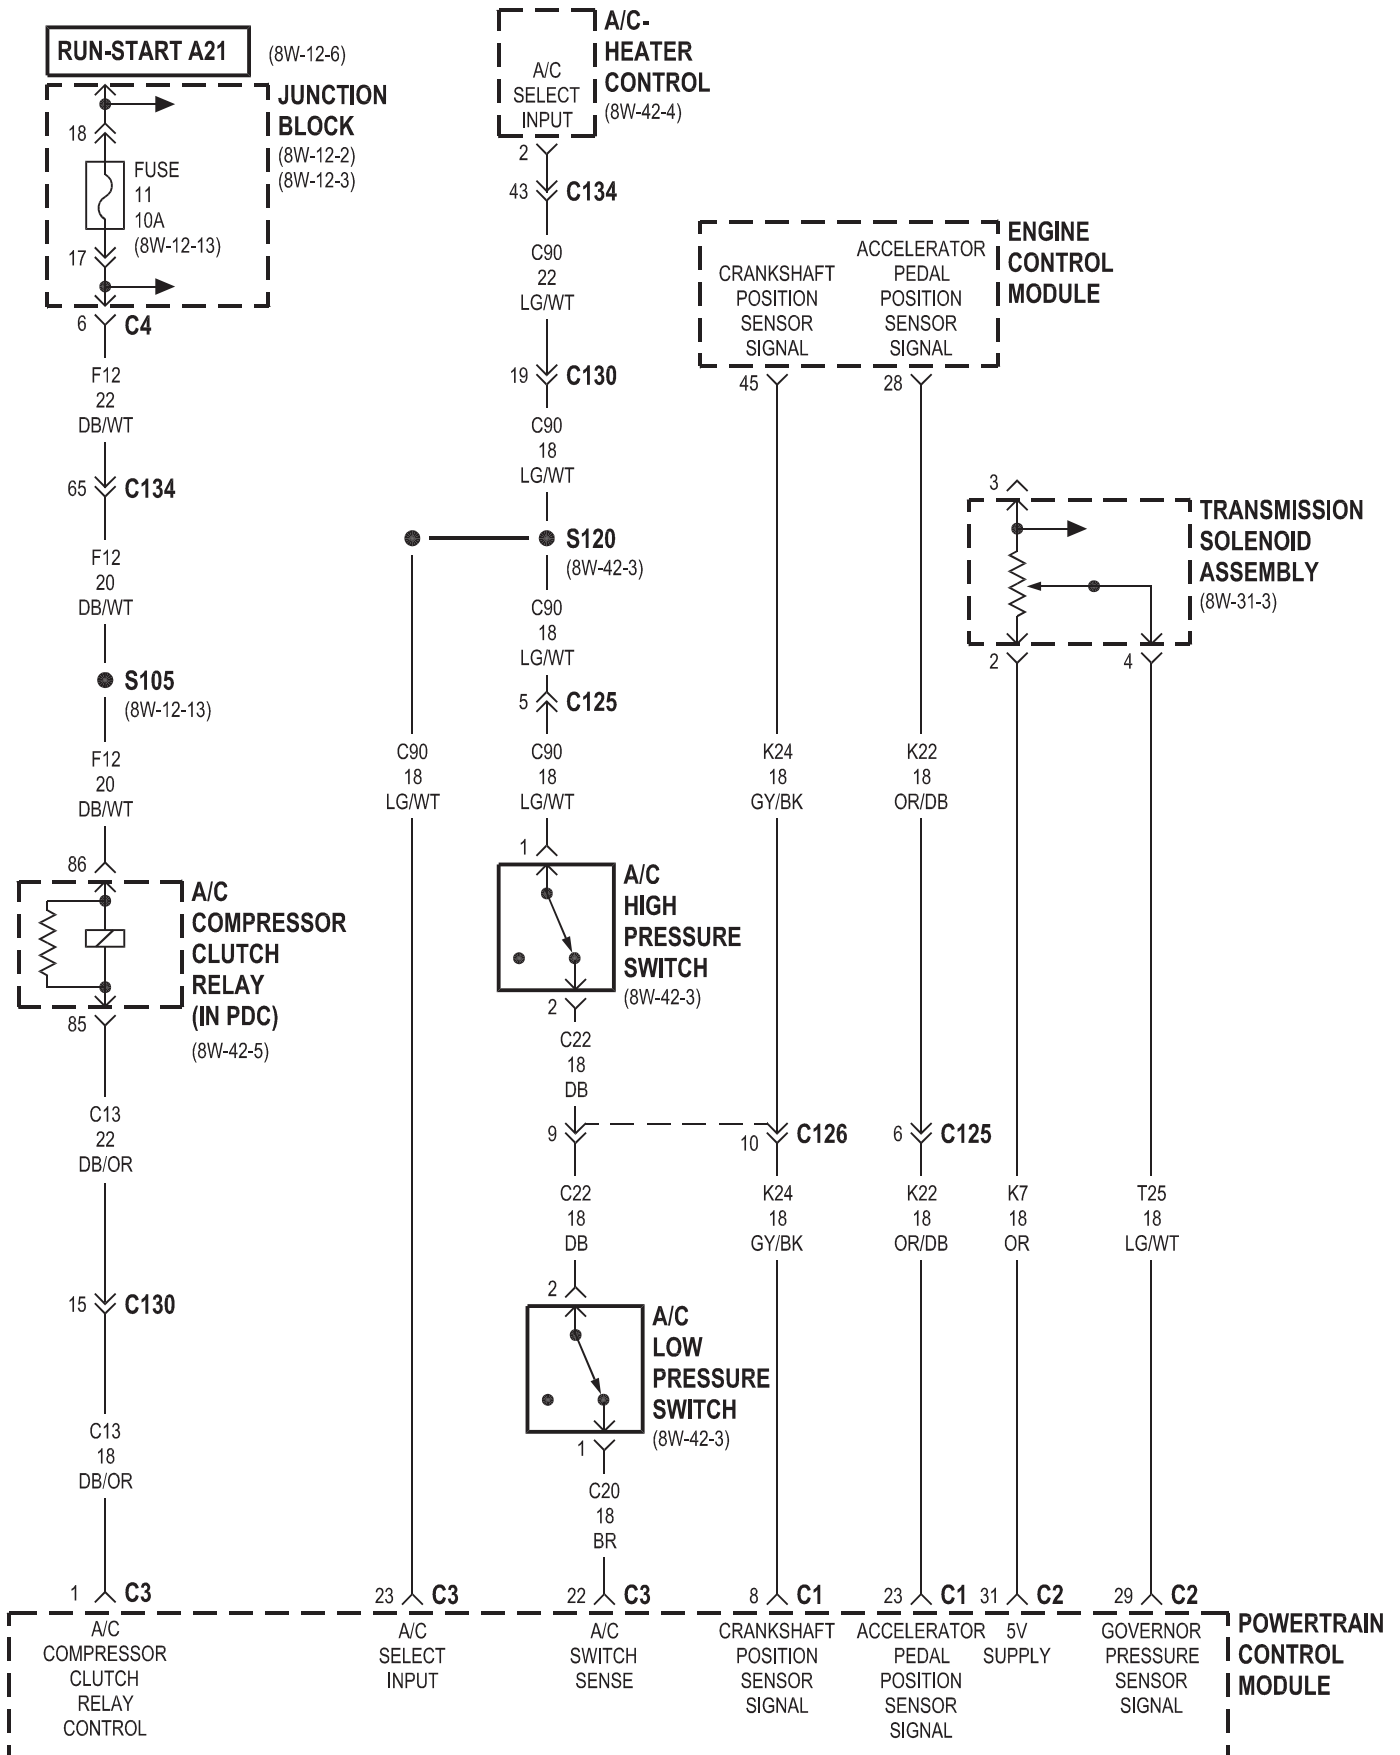 RUN-START A21
(8W-12-6)
JUNCTION
BLOCK
(8W-12-2)
(8W-12-3)
18
FUSE
11
10A
(8W-12-13)
17
6
C4
F12
22
DB/WT
65
C134
F12
20
DB/WT
S105
(8W-12-13)
F12
20
DB/WT
86
A/C
COMPRESSOR
CLUTCH
RELAY
(IN PDC)
(8W-42-5)
85
C13
22
DB/OR
15
C130
C13
18
DB/OR
1
C3
A/C
COMPRESSOR
CLUTCH
RELAY
CONTROL
A/C-
HEATER
CONTROL
(8W-42-4)
A/C
SELECT
INPUT
2
43
C134
C90
22
LG/WT
19
C130
C90
18
LG/WT
S120
(8W-42-3)
C90
18
LG/WT
5
C125
C90
18
LG/WT
C90
18
LG/WT
1
A/C
HIGH
PRESSURE
SWITCH
(8W-42-3)
2
C22
18
DB
9
C22
18
DB
2
A/C
LOW
PRESSURE
SWITCH
(8W-42-3)
1
C20
18
BR
23
C3
A/C
SELECT
INPUT
22
C3
A/C
SWITCH
SENSE
ENGINE
CONTROL
MODULE
CRANKSHAFT
POSITION
SENSOR
SIGNAL
ACCELERATOR
PEDAL
POSITION
SENSOR
SIGNAL
45
28
K24
18
GY/BK
K22
18
OR/DB
10
C126
6
C125
K24
18
GY/BK
K22
18
OR/DB
8
C1
CRANKSHAFT
POSITION
SENSOR
SIGNAL
23
C1
ACCELERATOR
PEDAL
POSITION
SENSOR
SIGNAL
3
TRANSMISSION
SOLENOID
ASSEMBLY
(8W-31-3)
2
4
K7
18
OR
T25
18
LG/WT
31
C2
5V
SUPPLY
29
C2
GOVERNOR
PRESSURE
SENSOR
SIGNAL
POWERTRAIN
CONTROL
MODULE